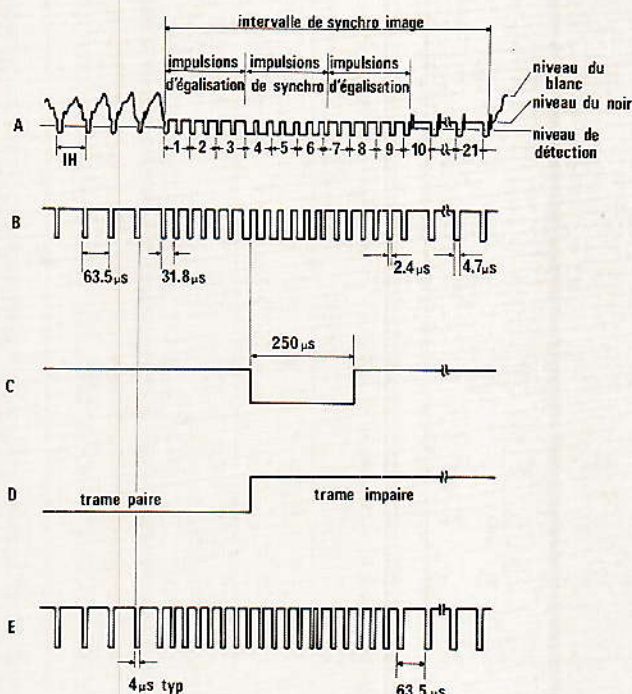 intervalle de synchro image
impulsions impulsions impulsions
d'égalisation de synchro d'égalisation
niveau du
blanc
niveau du noir
niveau de
détection
A
IH
1 2 3 4 5 6 7 8 9 10 21
B
63.5µs 31.8µs 2.4µs 4.7µs
250µs
C
D
trame paire trame impaire
E
4µs typ 63.5µs